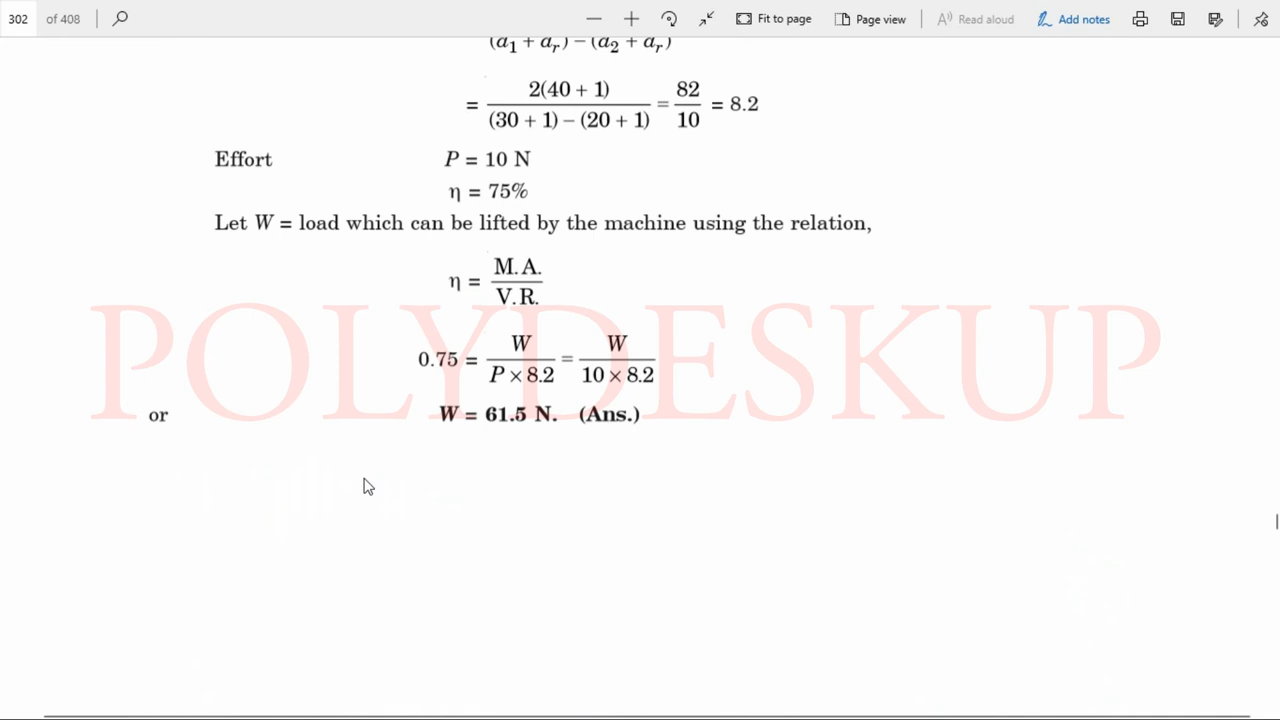 302 of 408 Fit to page Page view Read aloud Add notes
(a₁ + aᵣ) – (a₂ + aᵣ)
= 2(40 + 1) / (30 + 1) – (20 + 1) = 82 / 10 = 8.2
Effort P = 10 N
η = 75%
Let W = load which can be lifted by the machine using the relation,
η = M.A. / V.R.
0.75 = W / P × 8.2 = W / 10 × 8.2
or W = 61.5 N. (Ans.)
POLYDESKUP